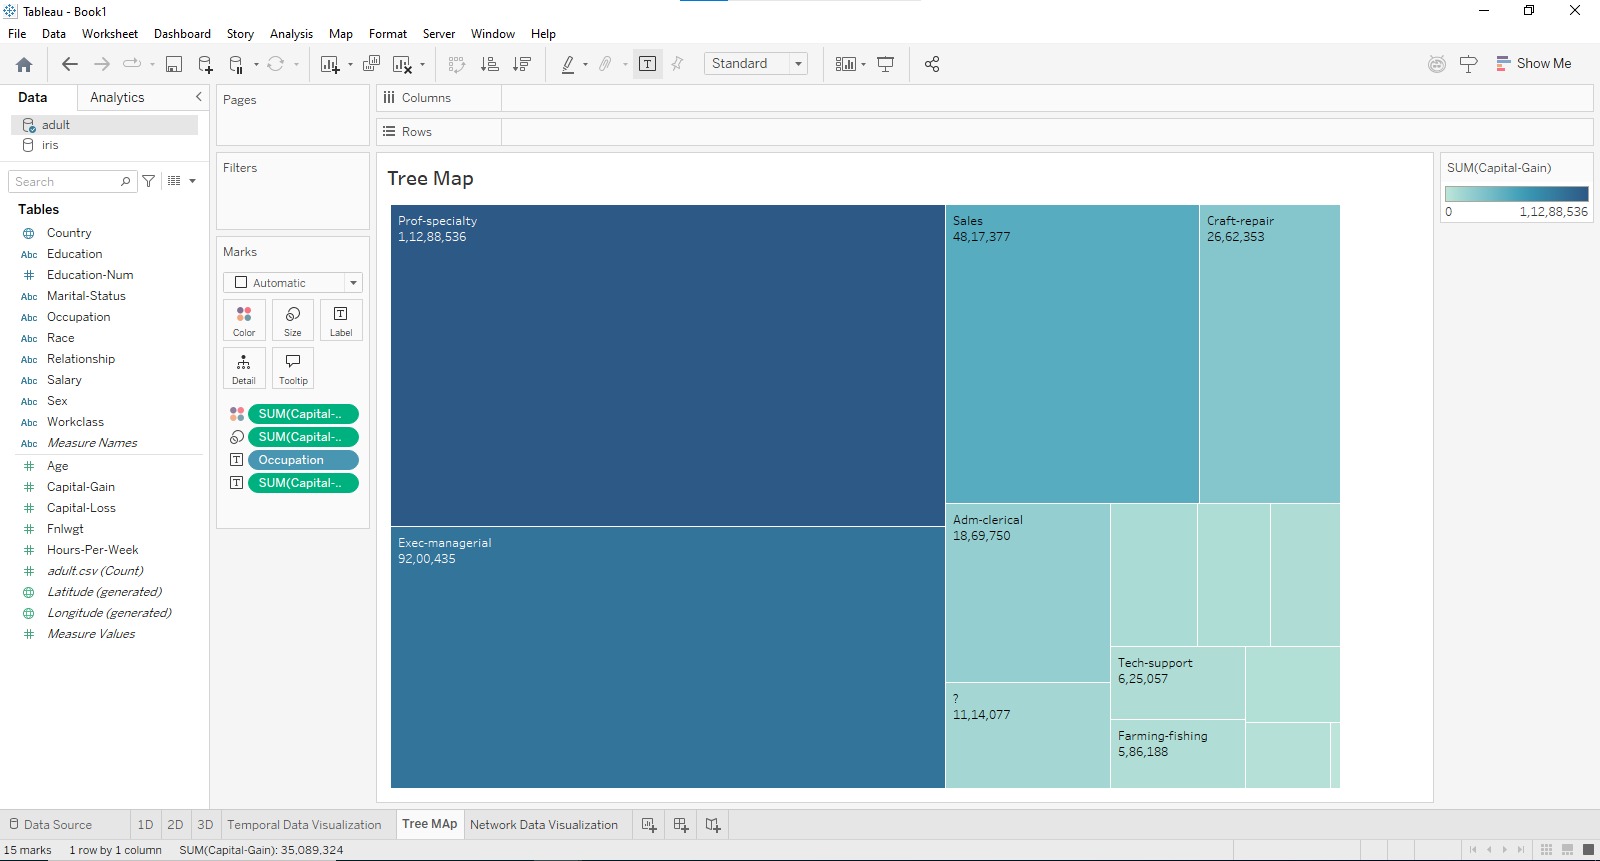 Tableau - Book1
File Data Worksheet Dashboard Story Analysis Map Format Server Window Help
Standard
Show Me
Data Analytics
adult
iris
Search
Tables
Country
Abc Education
Education-Num
Abc Marital-Status
Abc Occupation
Abc Race
Abc Relationship
Abc Salary
Abc Sex
Abc Workclass
Abc Measure Names
Age
Capital-Gain
Capital-Loss
Fnlwgt
Hours-Per-Week
adult.csv (Count)
Latitude (generated)
Longitude (generated)
Measure Values
Pages
Filters
Marks
Automatic
Color Size Label
Detail Tooltip
SUM(Capital-..
SUM(Capital-..
Occupation
SUM(Capital-..
Columns
Rows
Tree Map
Prof-specialty
1,12,88,536
Sales
48,17,377
Craft-repair
26,62,353
Exec-managerial
92,00,435
Adm-clerical
18,69,750
?
11,14,077
Tech-support
6,25,057
Farming-fishing
5,86,188
SUM(Capital-Gain)
0 1,12,88,536
Data Source 1D 2D 3D Temporal Data Visualization Tree MAp Network Data Visualization
15 marks 1 row by 1 column SUM(Capital-Gain): 35,089,324